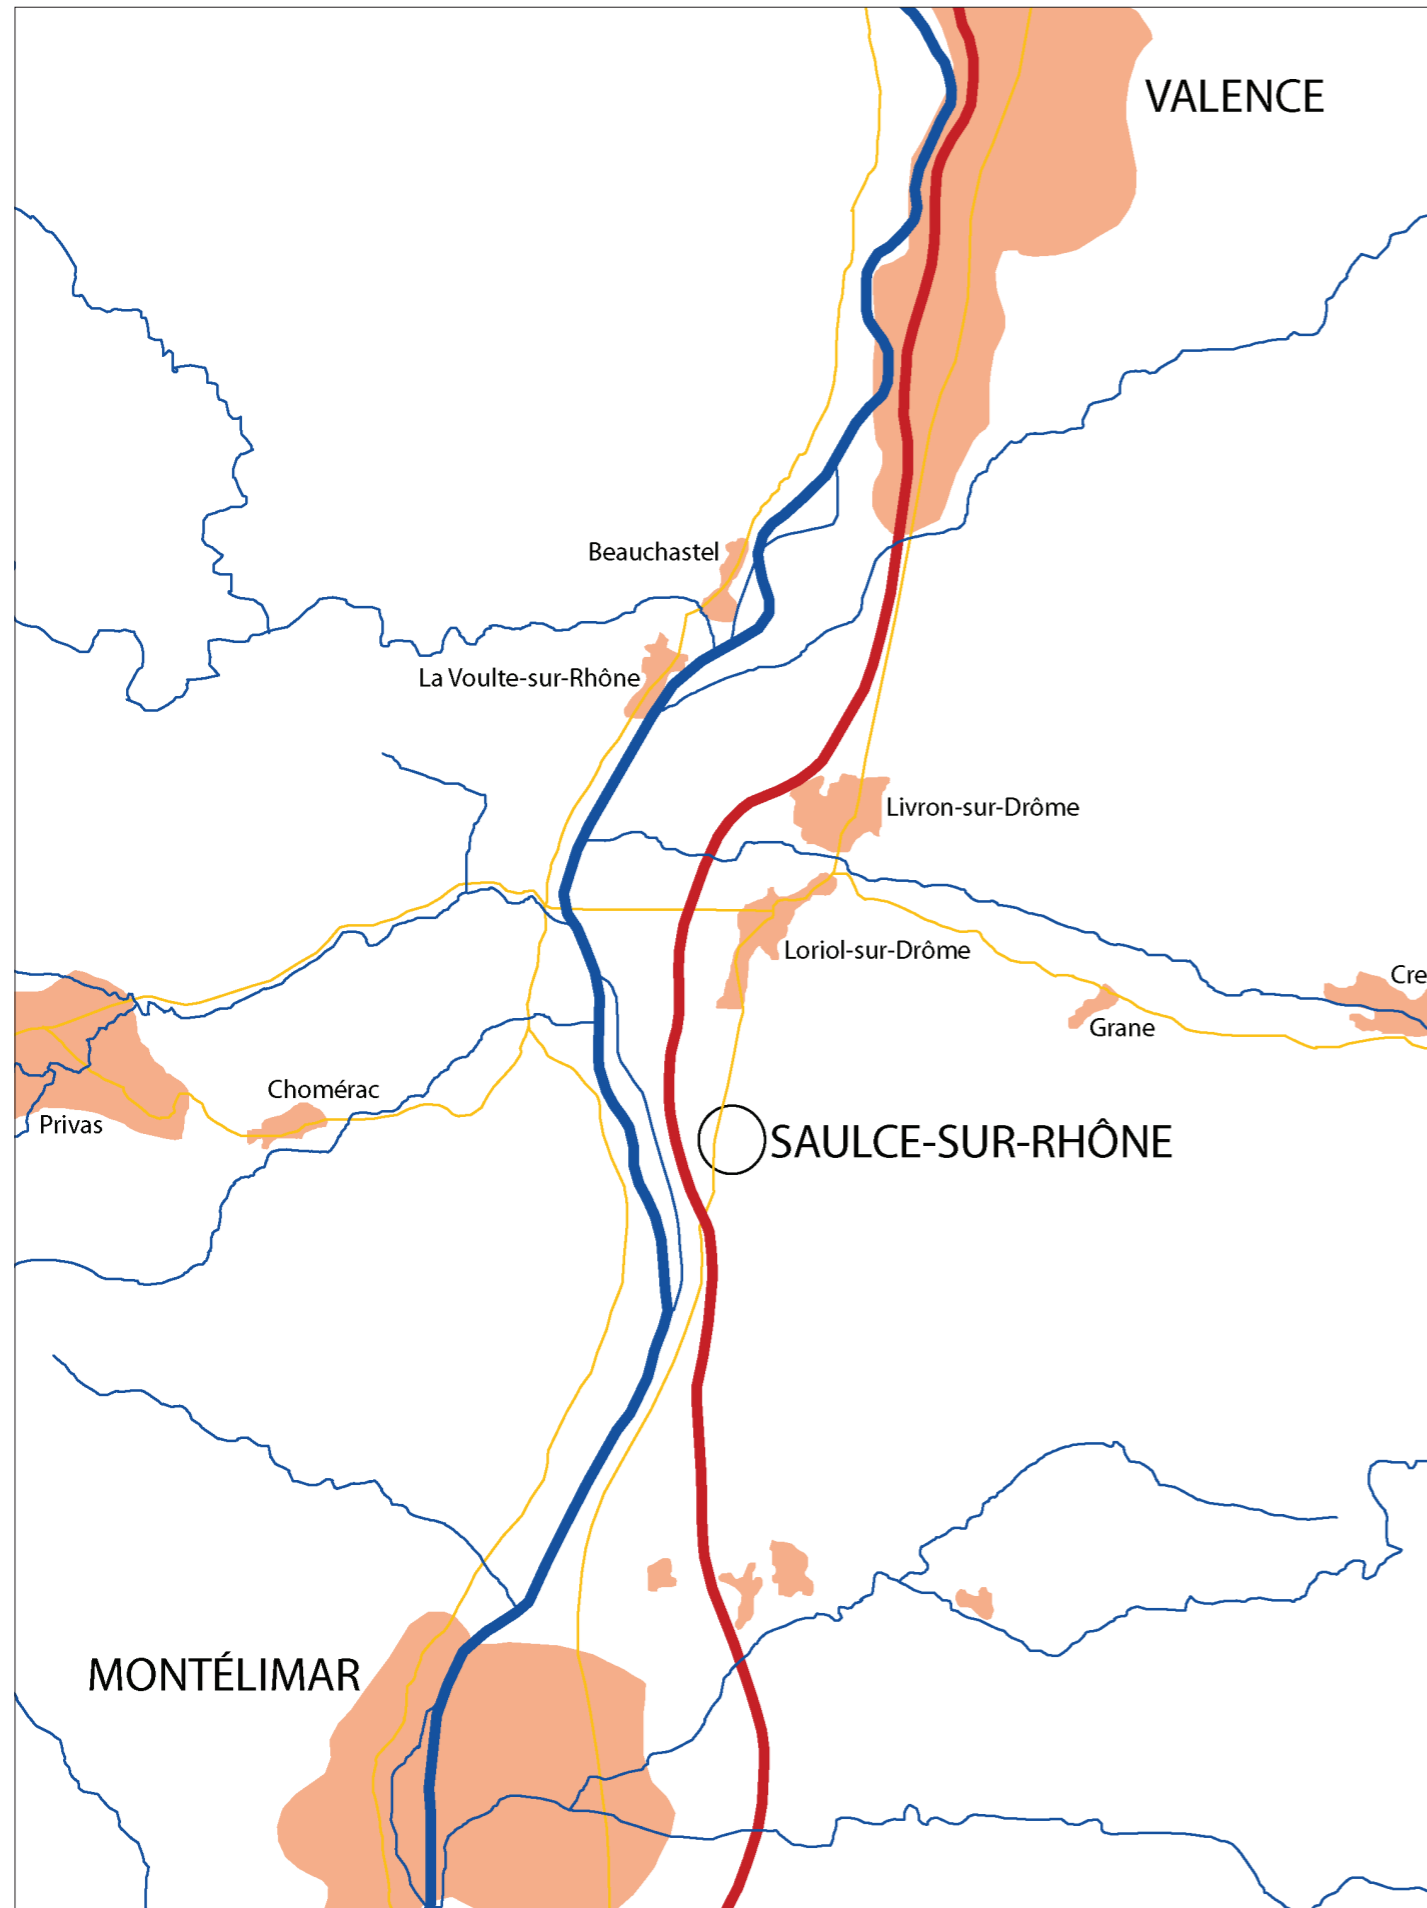 VALENCE
Beauchastel
La Voulte-sur-Rhône
Livron-sur-Drôme
Loriol-sur-Drôme
Cre
Grane
Chomérac
Privas
SAULCE-SUR-RHÔNE
MONTÉLIMAR